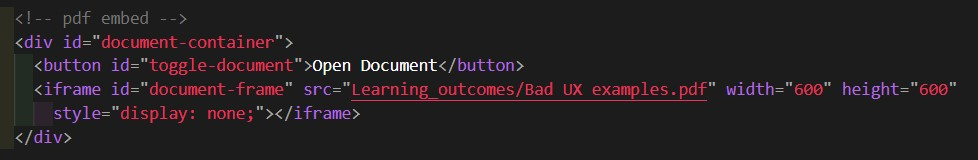 <!-- pdf embed -->
<div id="document-container">
<button id="toggle-document">Open Document</button>
<iframe id="document-frame" src="Learning_outcomes/Bad UX examples.pdf" width="600" height="600"
style="display: none;"></iframe>
</div>